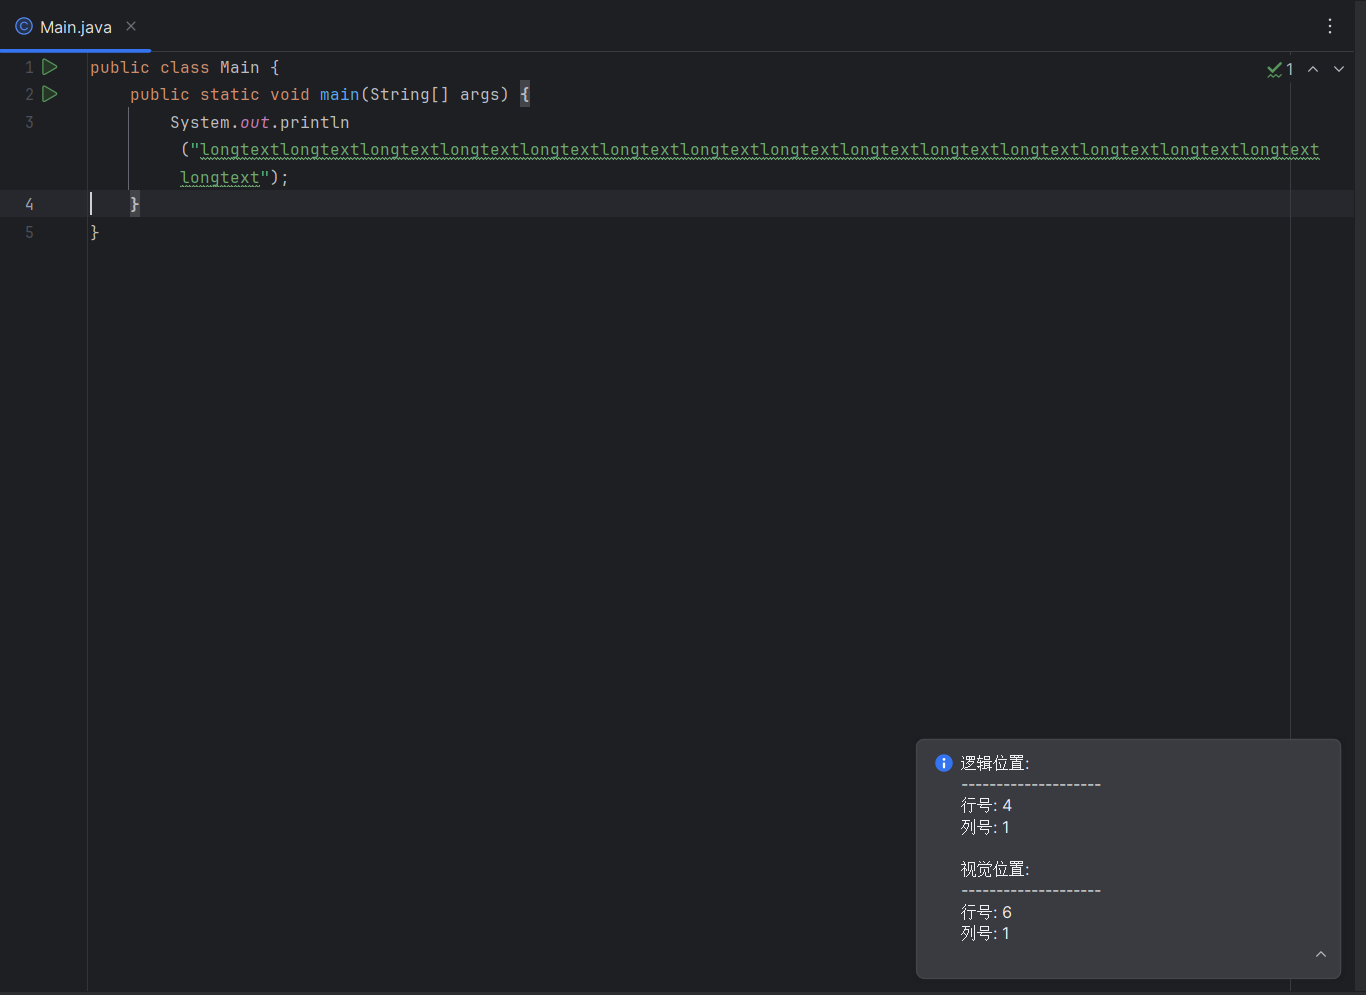 Main.java
1 public class Main {
1
2 public static void main(String[] args) {
3 System.out.println
("longtextlongtextlongtextlongtextlongtextlongtextlongtextlongtextlongtextlongtextlongtextlongtextlongtextlongtext
longtext");
4 }
5 }
逻辑位置:
--------------------
行号: 4
列号: 1
视觉位置:
--------------------
行号: 6
列号: 1